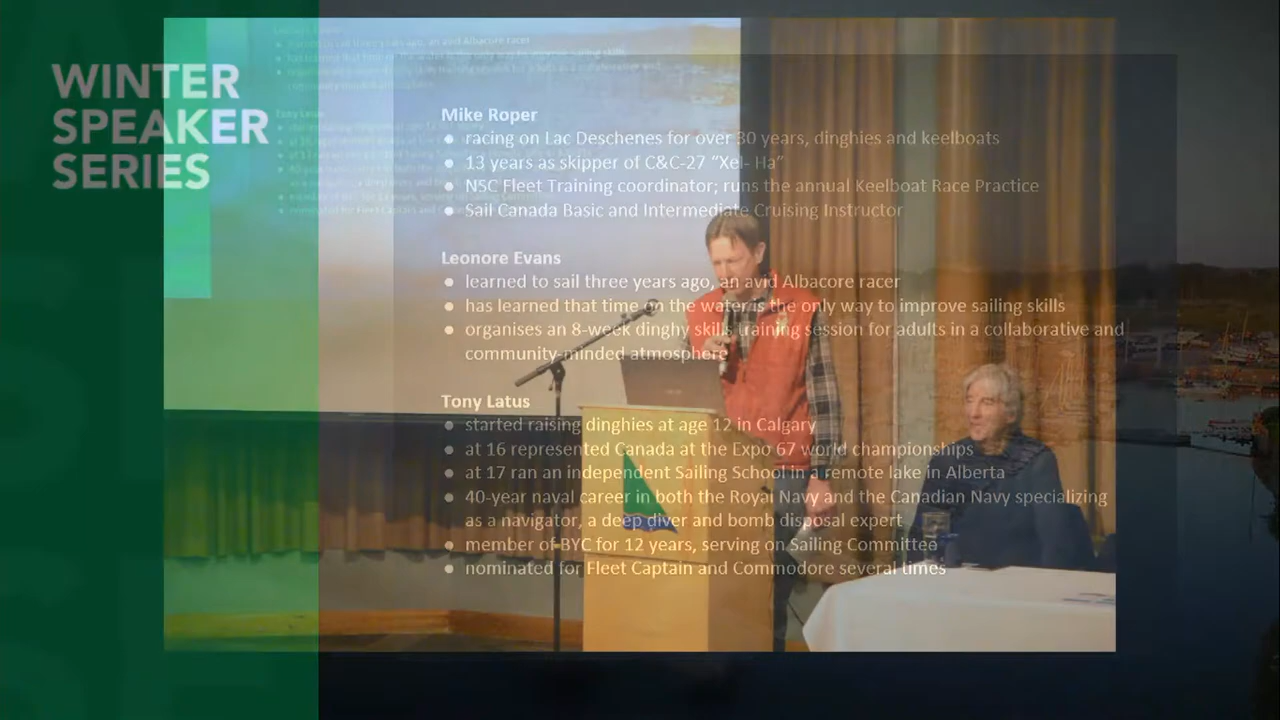 WINTER
SPEAKER
SERIES
Mike Roper
● racing on Lac Deschenes for over 30 years, dinghies and keelboats
● 13 years as skipper of C&C-27 “Xel- Ha”
● NSC Fleet Training coordinator; runs the annual Keelboat Race Practice
● Sail Canada Basic and Intermediate Cruising Instructor
Leonore Evans
● learned to sail three years ago, an avid Albacore racer
● has learned that time on the water is the only way to improve sailing skills
● organises an 8-week dinghy skills training session for adults in a collaborative and
community-minded atmosphere
Tony Latus
● started raising dinghies at age 12 in Calgary
● at 16 represented Canada at the Expo 67 world championships
● at 17 ran an independent Sailing School in a remote lake in Alberta
● 40-year naval career in both the Royal Navy and the Canadian Navy specializing
as a navigator, a deep diver and bomb disposal expert
● member of BYC for 12 years, serving on Sailing Committee
● nominated for Fleet Captain and Commodore several times